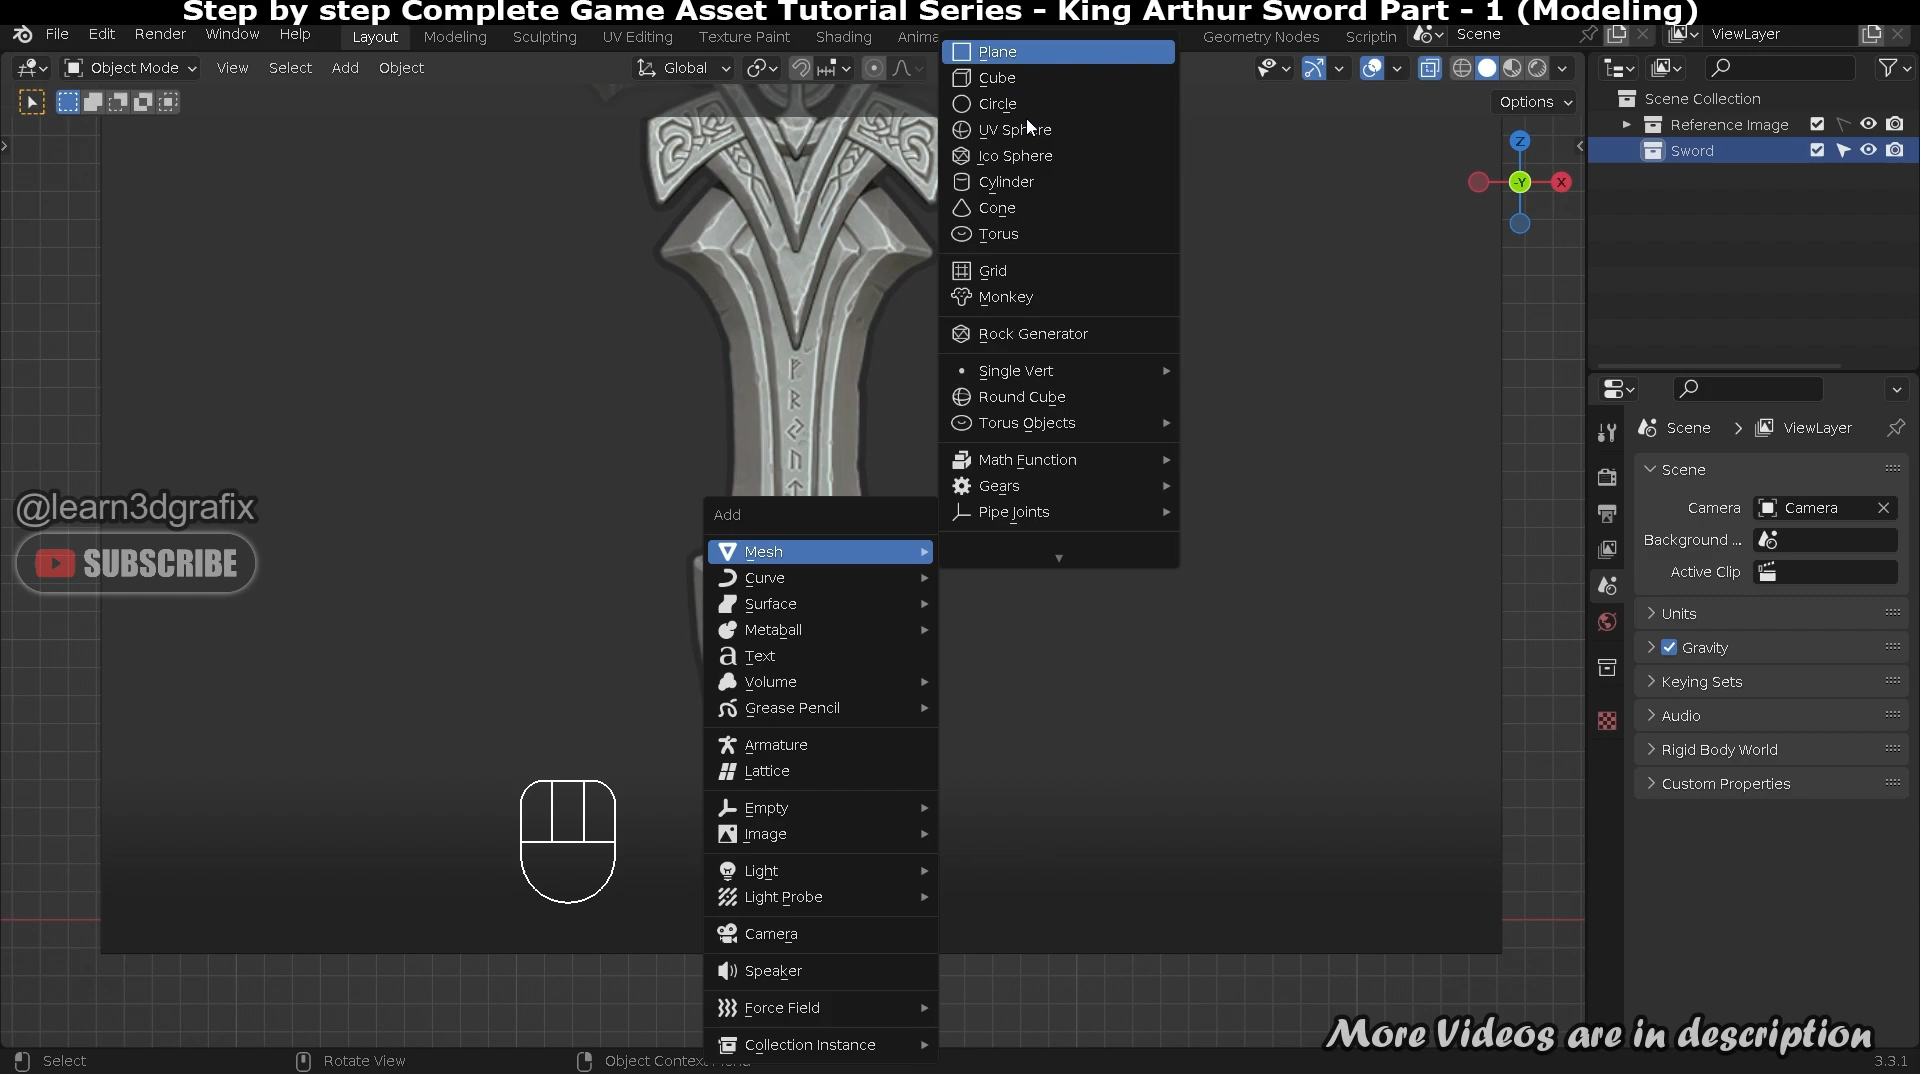 Step by step Complete Game Asset Tutorial Series - King Arthur Sword Part - 1 (Modeling)
File Edit Render Window Help Layout Modeling Sculpting UV Editing Texture Paint Shading Anima Geometry Nodes Scriptin Scene ViewLayer
Object Mode View Select Add Object Global
Options
Plane
Cube
Circle
UV Sphere
Ico Sphere
Cylinder
Cone
Torus
Grid
Monkey
Rock Generator
Single Vert
Round Cube
Torus Objects
Math Function
Gears
Pipe Joints
Z
-Y X
Scene Collection
Reference Image
Sword
Scene ViewLayer
Scene
Camera Camera
Background ...
Active Clip
Units
Gravity
Keying Sets
Audio
Rigid Body World
Custom Properties
@learn3dgrafix
SUBSCRIBE
Add
Mesh
Curve
Surface
Metaball
Text
Volume
Grease Pencil
Armature
Lattice
Empty
Image
Light
Light Probe
Camera
Speaker
Force Field
Collection Instance
More Videos are in description
Select Rotate View Object Context 3.3.1